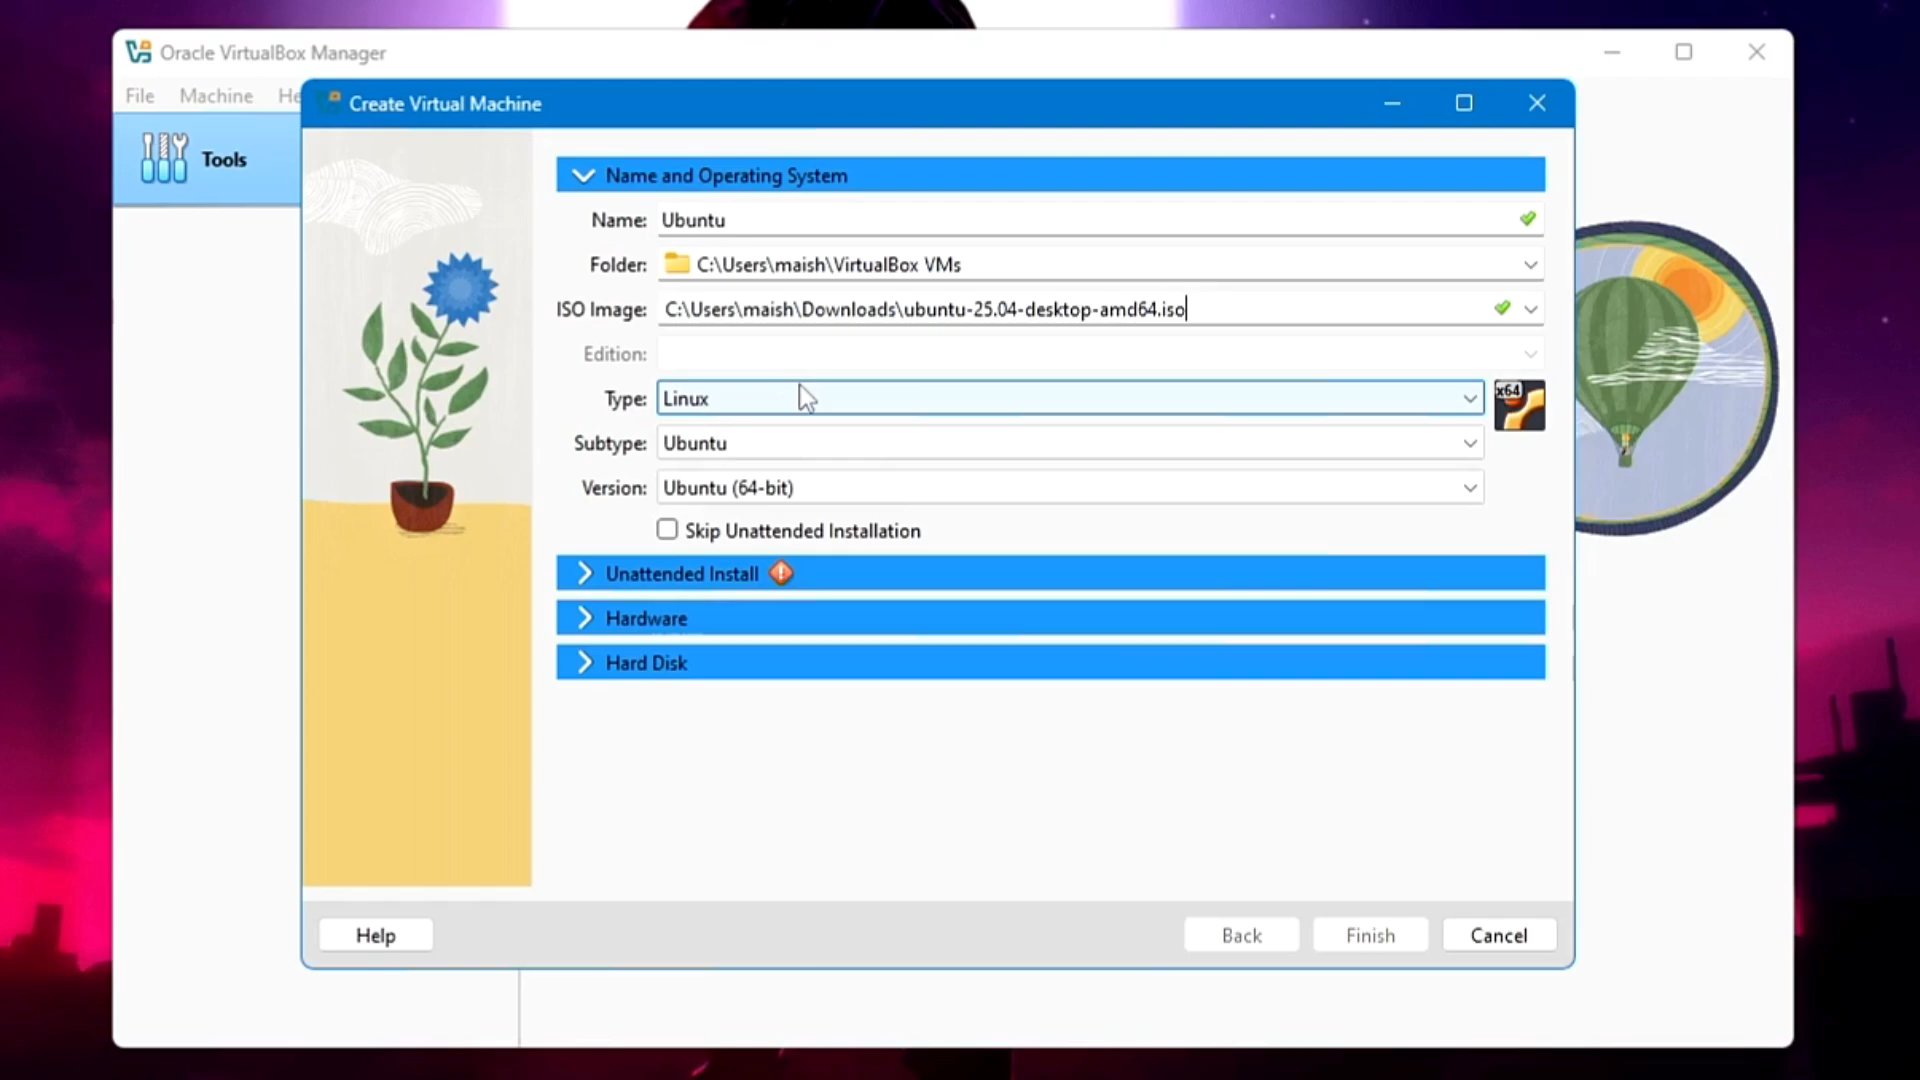 Oracle VirtualBox Manager
File Machine He
Create Virtual Machine
Tools
Name and Operating System
Name: Ubuntu
Folder: C:\Users\maish\VirtualBox VMs
ISO Image: C:\Users\maish\Downloads\ubuntu-25.04-desktop-amd64.iso
Edition:
Type: Linux
x64
Subtype: Ubuntu
Version: Ubuntu (64-bit)
Skip Unattended Installation
Unattended Install
Hardware
Hard Disk
Help Back Finish Cancel